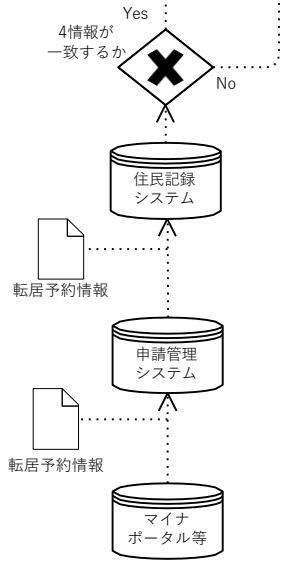 Yes
4情報が
一致するか
No
住民記録
システム
転居予約情報
申請管理
システム
転居予約情報
マイナ
ポータル等